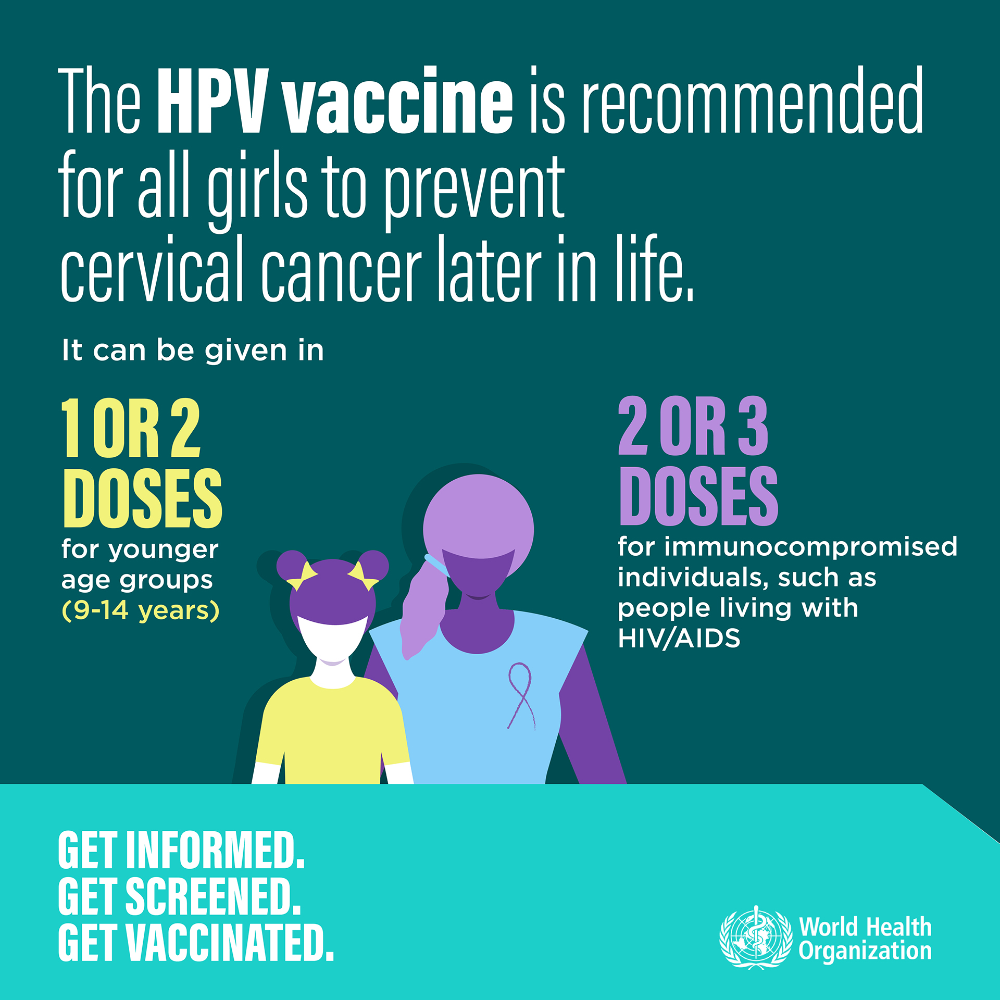 The HPV vaccine is recommended
for all girls to prevent
cervical cancer later in life.
It can be given in
1 OR 2
DOSES
for younger
age groups
(9-14 years)
2 OR 3
DOSES
for immunocompromised
individuals, such as
people living with
HIV/AIDS
GET INFORMED.
GET SCREENED.
GET VACCINATED.
World Health
Organization